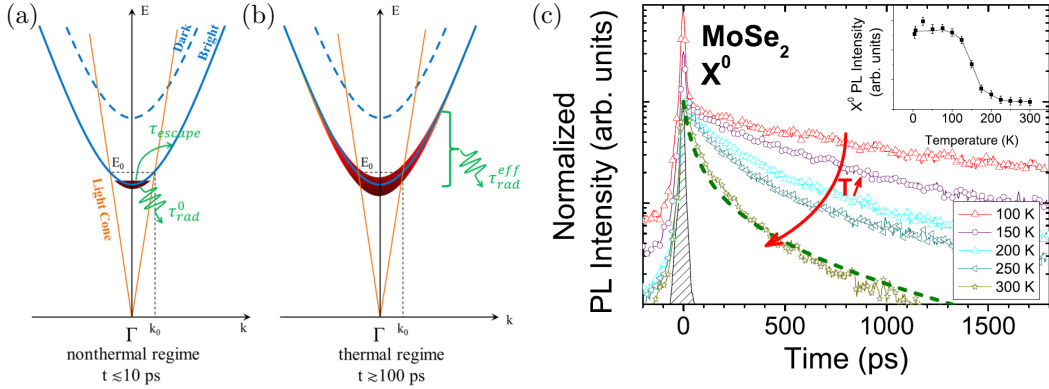 (a)
E
Dark
Bright
τescape
E₀
τ⁰rad
Light Cone
Γ
k₀
k
nonthermal regime
t ≲10 ps
(b)
E
E₀
τᵉᶠᶠrad
Γ
k₀
k
thermal regime
t ≳100 ps
(c)
Normalized
PL Intensity (arb. units)
MoSe₂
X⁰
T↗
X⁰ PL Intensity
(arb. units)
0 100 200 300
Temperature (K)
100 K
150 K
200 K
250 K
300 K
0 500 1000 1500
Time (ps)